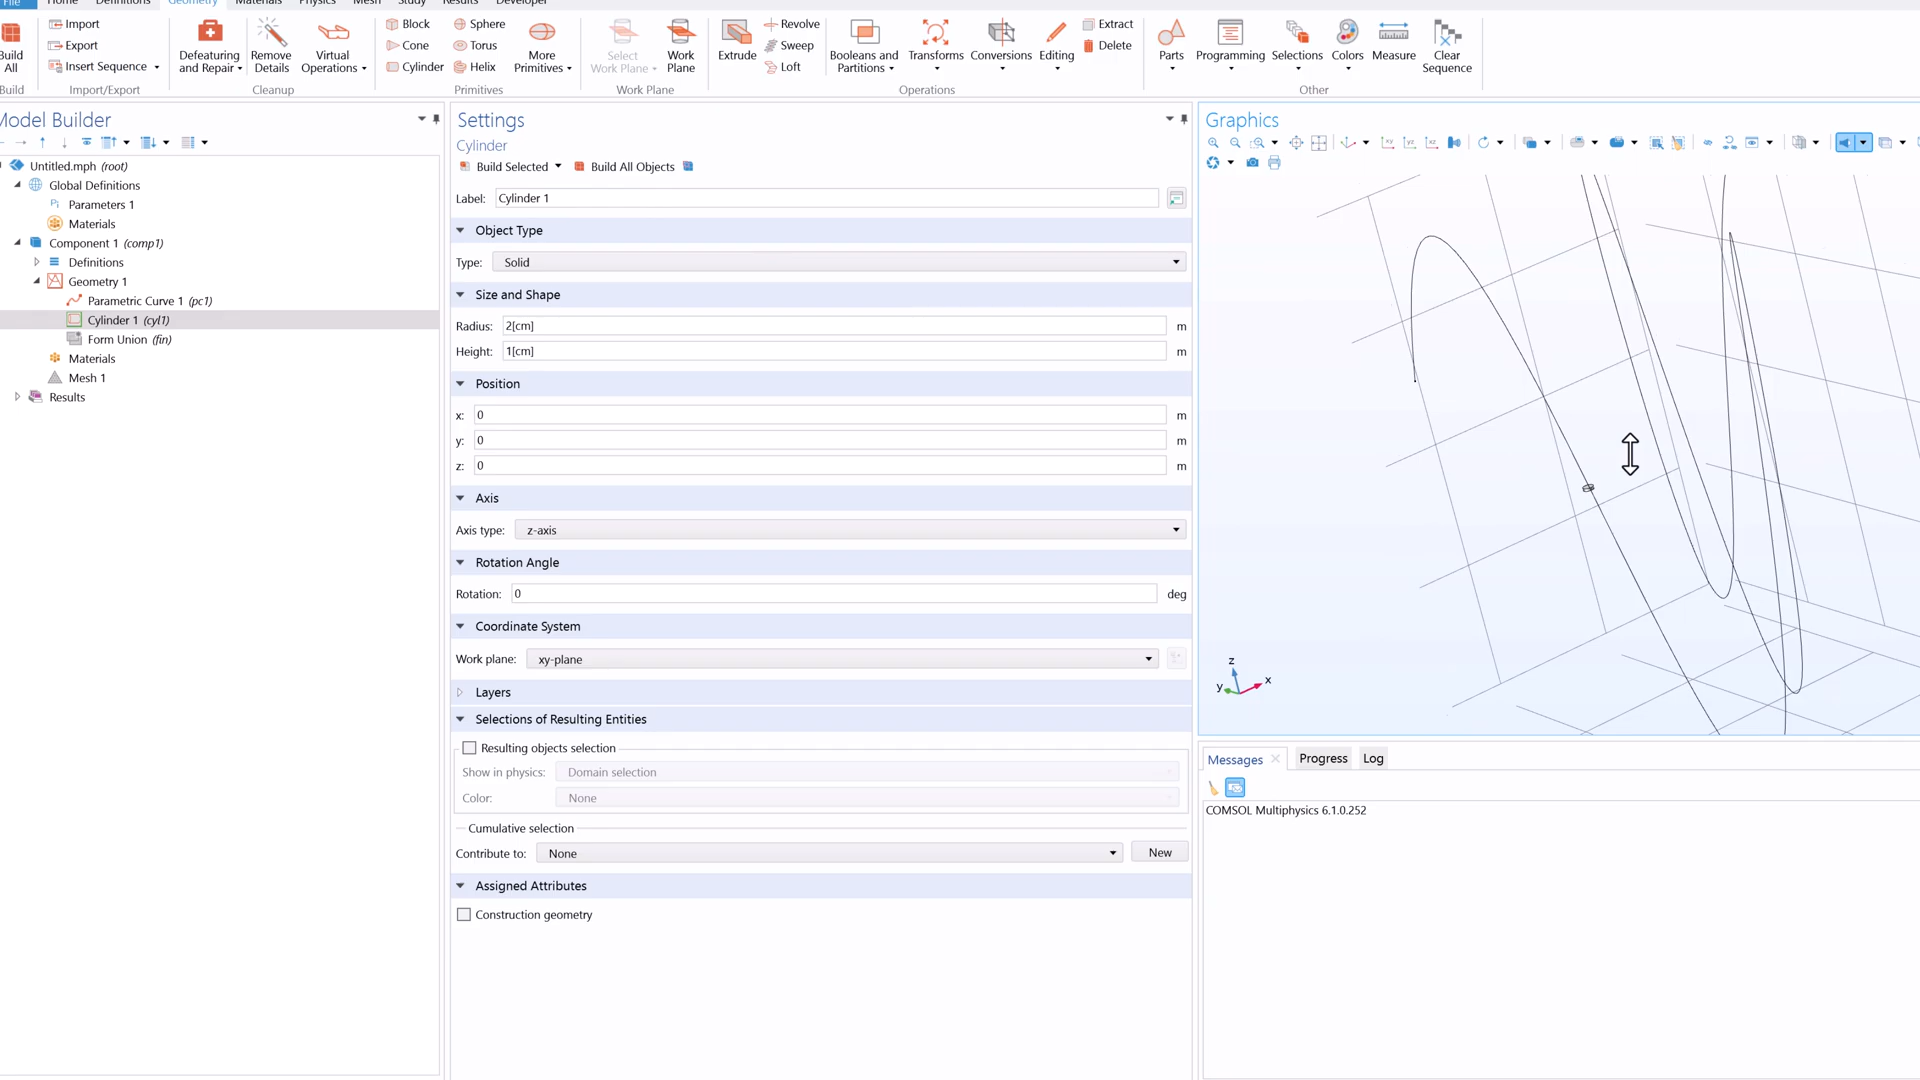 File Home Definitions Geometry Materials Physics Mesh Study Results Developer
Build All
Build
Import
Export
Insert Sequence
Import/Export
Defeaturing and Repair
Remove Details
Virtual Operations
Cleanup
Block
Cone
Cylinder
Sphere
Torus
Helix
More Primitives
Primitives
Select Work Plane
Work Plane
Work Plane
Extrude
Revolve
Sweep
Loft
Booleans and Partitions
Transforms
Conversions
Editing
Extract
Delete
Operations
Parts
Programming
Selections
Colors
Measure
Clear Sequence
Other
Model Builder
Untitled.mph (root)
Global Definitions
Pi Parameters 1
Materials
Component 1 (comp1)
Definitions
Geometry 1
Parametric Curve 1 (pc1)
Cylinder 1 (cyl1)
Form Union (fin)
Materials
Mesh 1
Results
Settings
Cylinder
Build Selected
Build All Objects
Label: Cylinder 1
Object Type
Type: Solid
Size and Shape
Radius: 2[cm] m
Height: 1[cm] m
Position
x: 0 m
y: 0 m
z: 0 m
Axis
Axis type: z-axis
Rotation Angle
Rotation: 0 deg
Coordinate System
Work plane: xy-plane
Layers
Selections of Resulting Entities
Resulting objects selection
Show in physics: Domain selection
Color: None
Cumulative selection
Contribute to: None New
Assigned Attributes
Construction geometry
Graphics
z
y x
Messages Progress Log
COMSOL Multiphysics 6.1.0.252